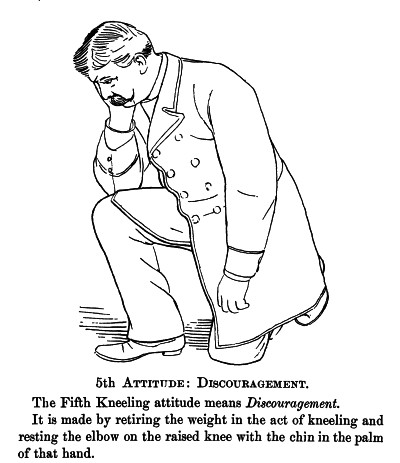 5th ATTITUDE: DISCOURAGEMENT.
The Fifth Kneeling attitude means Discouragement.
It is made by retiring the weight in the act of kneeling and
resting the elbow on the raised knee with the chin in the palm
of that hand.